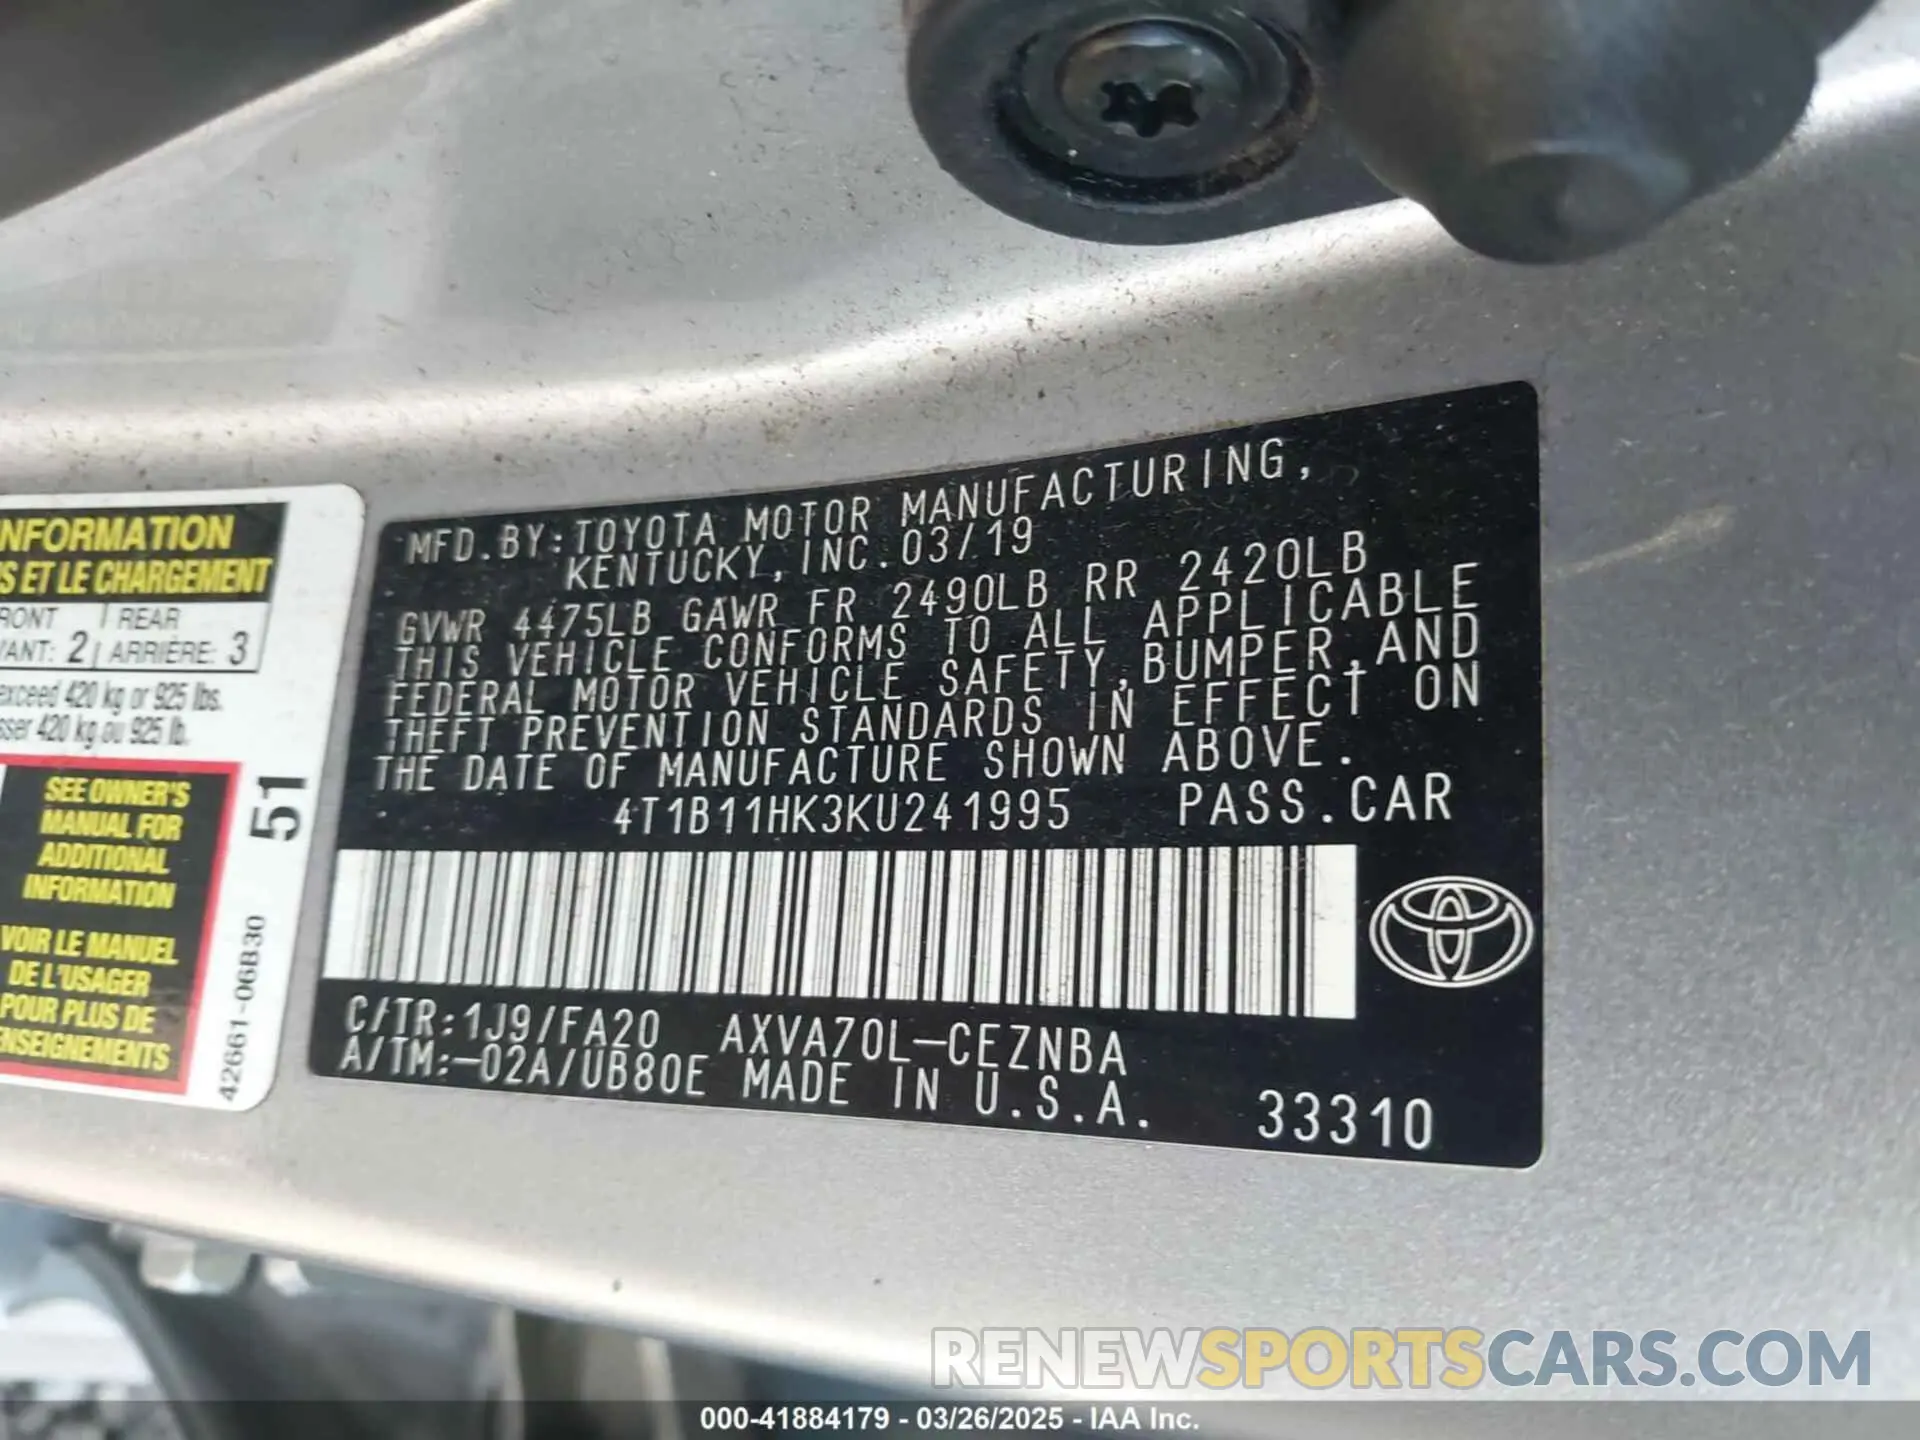 NFORMATION
S ET LE CHARGEMENT
RONT | REAR
VANT: 2 | ARRIÈRE: 3
exceed 420 kg or 925 lbs.
sser 420 kg ou 925 lb.
SEE OWNER'S
MANUAL FOR
ADDITIONAL
INFORMATION
VOIR LE MANUEL
DE L'USAGER
POUR PLUS DE
NSEIGNEMENTS
51
42661-06B30
MFD.BY:TOYOTA MOTOR MANUFACTURING,
KENTUCKY,INC.03/19
GVWR 4475LB GAWR FR 2490LB RR 2420LB
THIS VEHICLE CONFORMS TO ALL APPLICABLE
FEDERAL MOTOR VEHICLE SAFETY,BUMPER,AND
THEFT PREVENTION STANDARDS IN EFFECT ON
THE DATE OF MANUFACTURE SHOWN ABOVE.
4T1B11HK3KU241995 PASS.CAR
C/TR:1J9/FA20 AXVA70L-CEZNBA
A/TM:-02A/UB80E MADE IN U.S.A. 33310
RENEWSPORTSCARS.COM
000-41884179 - 03/26/2025 - IAA Inc.